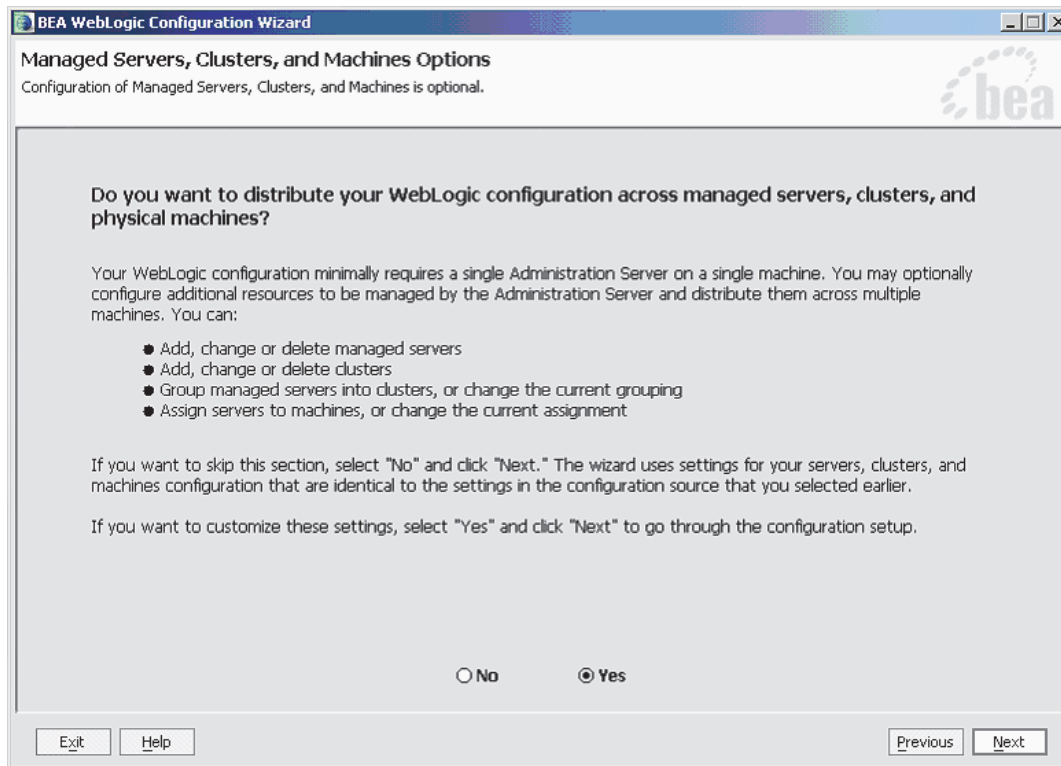 BEA WebLogic Configuration Wizard
Managed Servers, Clusters, and Machines Options
Configuration of Managed Servers, Clusters, and Machines is optional.
bea
Do you want to distribute your WebLogic configuration across managed servers, clusters, and
physical machines?
Your WebLogic configuration minimally requires a single Administration Server on a single machine. You may optionally
configure additional resources to be managed by the Administration Server and distribute them across multiple
machines. You can:
Add, change or delete managed servers
Add, change or delete clusters
Group managed servers into clusters, or change the current grouping
Assign servers to machines, or change the current assignment
If you want to skip this section, select "No" and click "Next." The wizard uses settings for your servers, clusters, and
machines configuration that are identical to the settings in the configuration source that you selected earlier.
If you want to customize these settings, select "Yes" and click "Next" to go through the configuration setup.
No Yes
Exit Help Previous Next